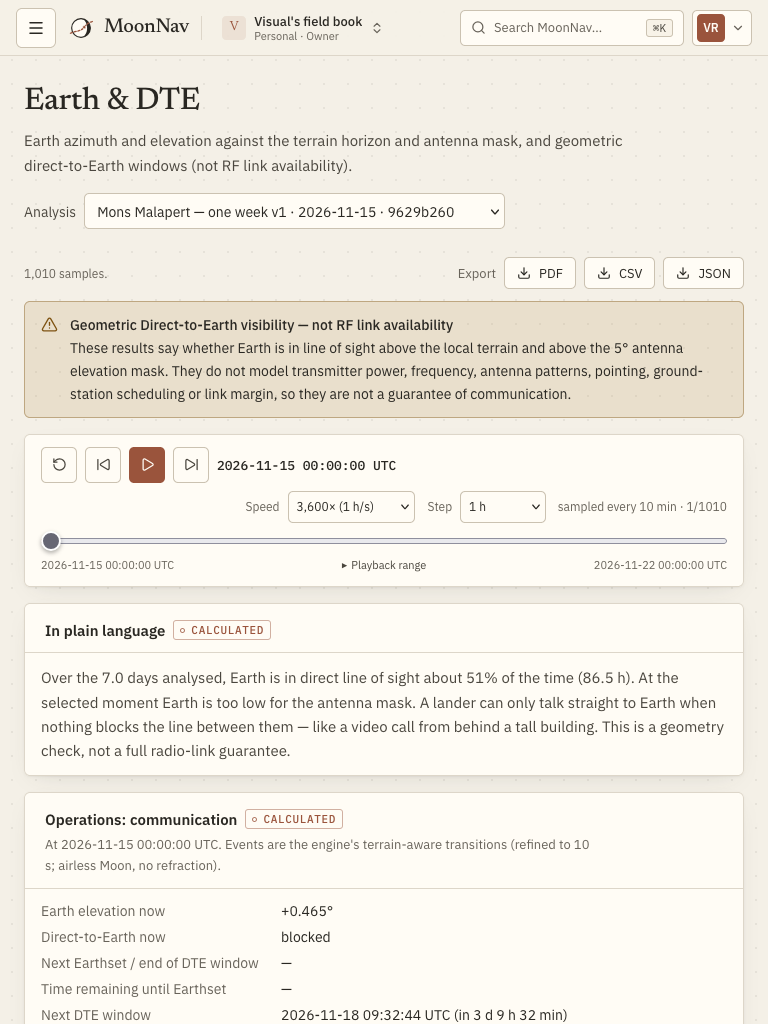 MoonNav
V
Visual's field book
Personal · Owner
Search MoonNav…
⌘K
VR
Earth & DTE
Earth azimuth and elevation against the terrain horizon and antenna mask, and geometric
direct-to-Earth windows (not RF link availability).
Analysis
Mons Malapert — one week v1 · 2026-11-15 · 9629b260
1,010 samples.
Export
PDF
CSV
JSON
Geometric Direct-to-Earth visibility — not RF link availability
These results say whether Earth is in line of sight above the local terrain and above the 5° antenna
elevation mask. They do not model transmitter power, frequency, antenna patterns, pointing, ground-
station scheduling or link margin, so they are not a guarantee of communication.
2026-11-15 00:00:00 UTC
Speed
3,600× (1 h/s)
Step
1 h
sampled every 10 min · 1/1010
2026-11-15 00:00:00 UTC
▸ Playback range
2026-11-22 00:00:00 UTC
In plain language
CALCULATED
Over the 7.0 days analysed, Earth is in direct line of sight about 51% of the time (86.5 h). At the
selected moment Earth is too low for the antenna mask. A lander can only talk straight to Earth when
nothing blocks the line between them — like a video call from behind a tall building. This is a geometry
check, not a full radio-link guarantee.
Operations: communication
CALCULATED
At 2026-11-15 00:00:00 UTC. Events are the engine's terrain-aware transitions (refined to 10
s; airless Moon, no refraction).
Earth elevation now
+0.465°
Direct-to-Earth now
blocked
Next Earthset / end of DTE window
—
Time remaining until Earthset
—
Next DTE window
2026-11-18 09:32:44 UTC (in 3 d 9 h 32 min)